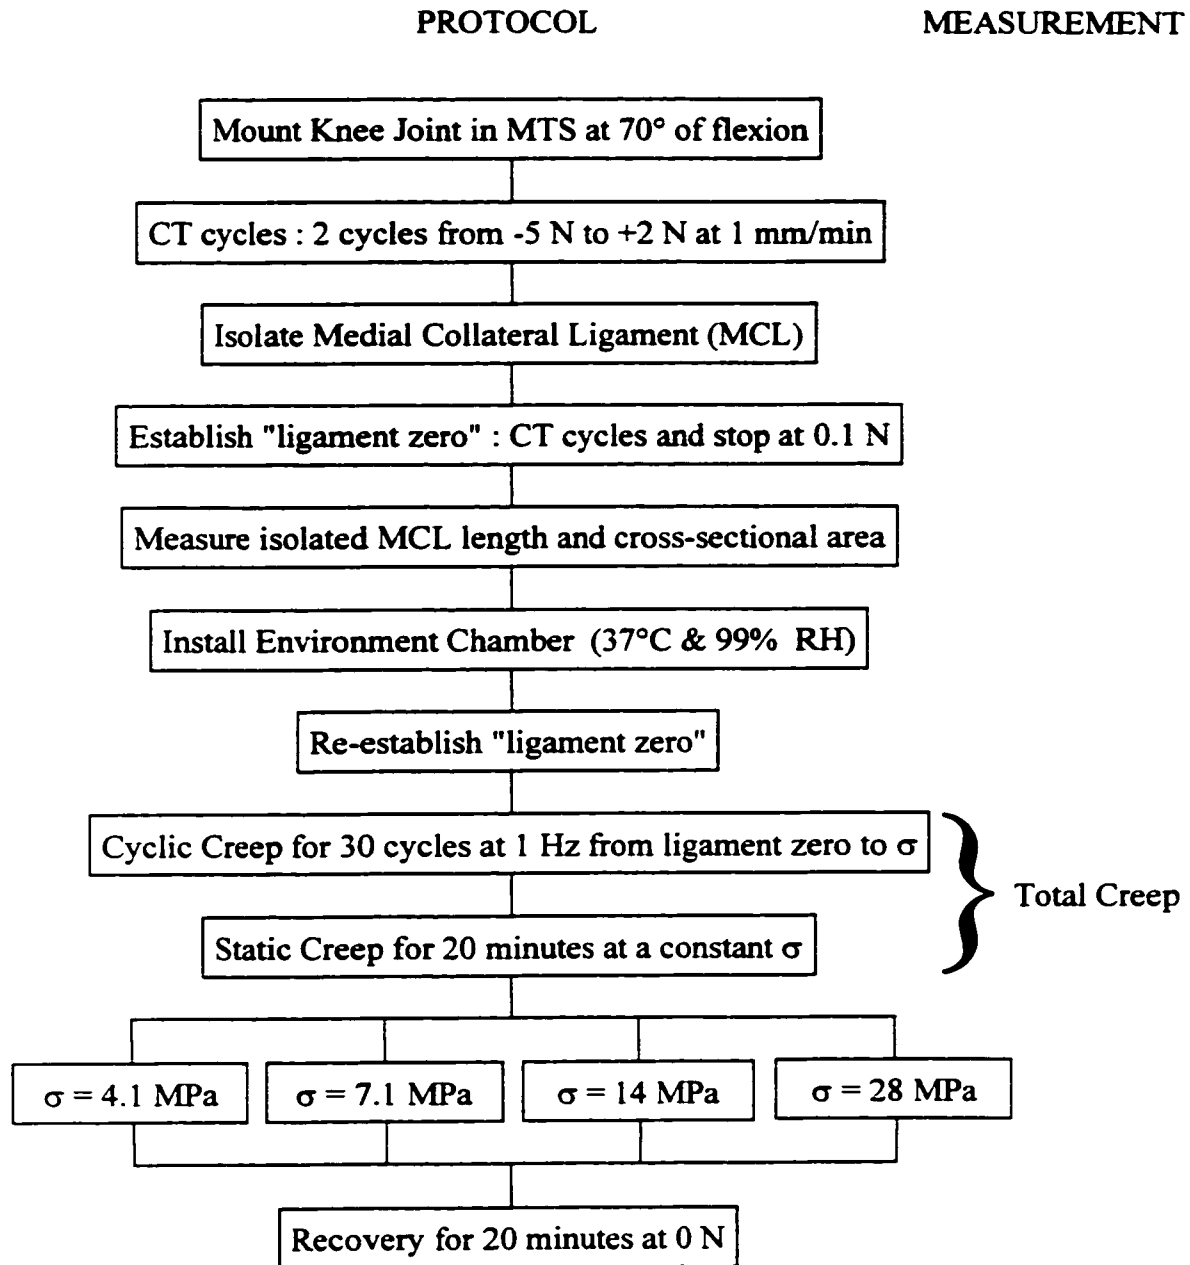 PROTOCOL MEASUREMENT
Mount Knee Joint in MTS at 70° of flexion
CT cycles : 2 cycles from -5 N to +2 N at 1 mm/min
Isolate Medial Collateral Ligament (MCL)
Establish "ligament zero" : CT cycles and stop at 0.1 N
Measure isolated MCL length and cross-sectional area
Install Environment Chamber (37°C & 99% RH)
Re-establish "ligament zero"
Cyclic Creep for 30 cycles at 1 Hz from ligament zero to σ
Total Creep
Static Creep for 20 minutes at a constant σ
σ = 4.1 MPa σ = 7.1 MPa σ = 14 MPa σ = 28 MPa
Recovery for 20 minutes at 0 N